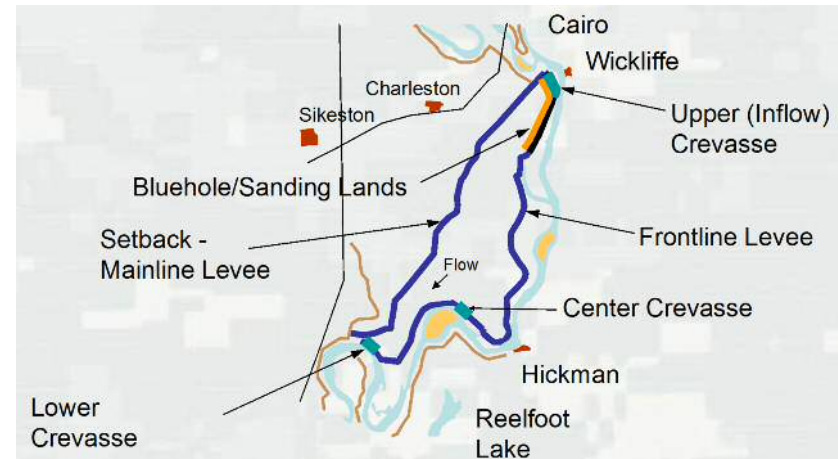 Cairo
Wickliffe
Charleston
Sikeston
Upper (Inflow)
Crevasse
Bluehole/Sanding Lands
Setback -
Mainline Levee
Frontline Levee
Flow
Center Crevasse
Hickman
Lower
Crevasse
Reelfoot
Lake